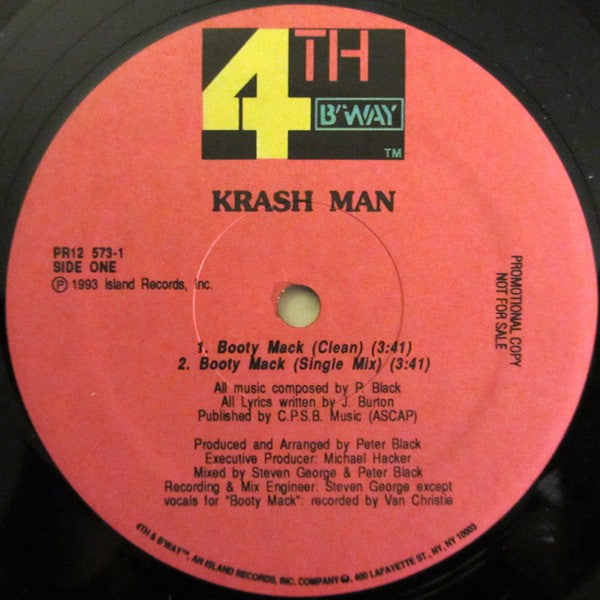 4TH
B'WAY
TM
KRASH MAN
PR12 573-1
SIDE ONE
Ⓟ 1993 Island Records, Inc.
PROMOTIONAL COPY
NOT FOR SALE
1. Booty Mack (Clean) (3:41)
2. Booty Mack (Single Mix) (3:41)
All music composed by P. Black
All Lyrics written by J. Burton
Published by C.P.S.B. Music (ASCAP)
Produced and Arranged by Peter Black
Executive Producer: Michael Hacker
Mixed by Steven George & Peter Black
Recording & Mix Engineer: Steven George except
vocals for "Booty Mack": recorded by Van Christie
4TH & B'WAY™, AN ISLAND RECORDS, INC. COMPANY ®. 400 LAFAYETTE ST., NY, NY 10003